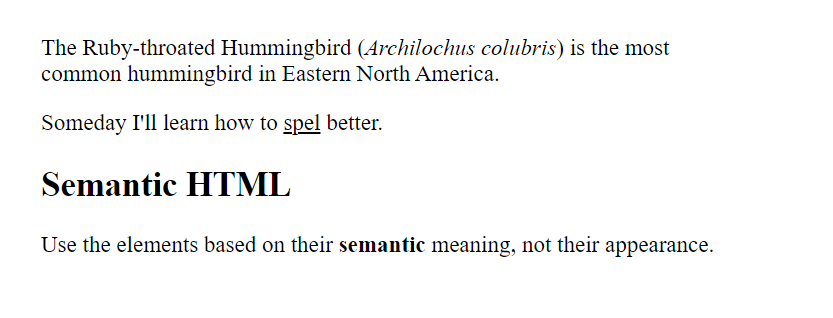 The Ruby-throated Hummingbird (Archilochus colubris) is the most
common hummingbird in Eastern North America.
Someday I'll learn how to spel better.
Semantic HTML
Use the elements based on their semantic meaning, not their appearance.